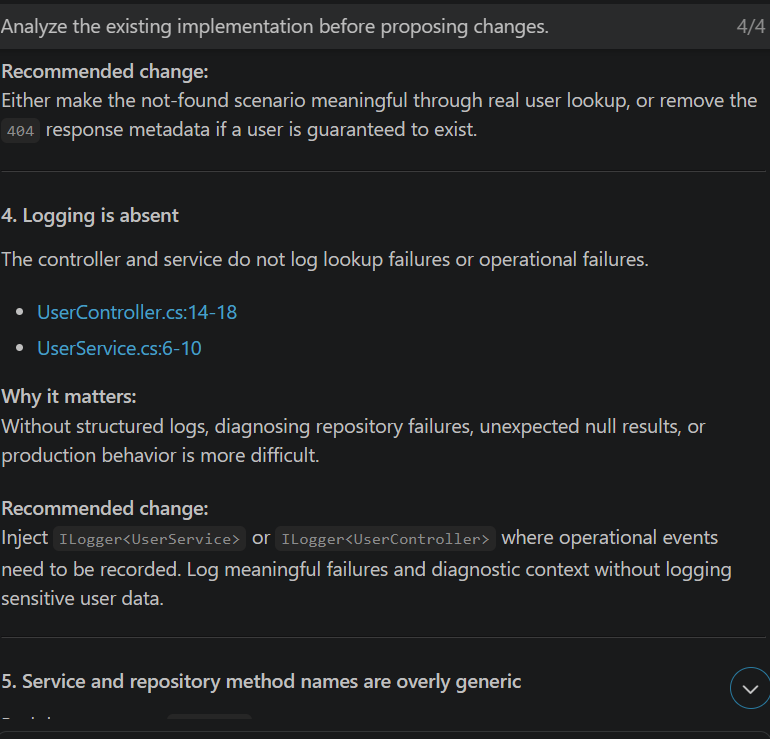 Analyze the existing implementation before proposing changes. 4/4
Recommended change:
Either make the not-found scenario meaningful through real user lookup, or remove the
404 response metadata if a user is guaranteed to exist.
4. Logging is absent
The controller and service do not log lookup failures or operational failures.
• UserController.cs:14-18
• UserService.cs:6-10
Why it matters:
Without structured logs, diagnosing repository failures, unexpected null results, or
production behavior is more difficult.
Recommended change:
Inject ILogger<UserService> or ILogger<UserController> where operational events
need to be recorded. Log meaningful failures and diagnostic context without logging
sensitive user data.
5. Service and repository method names are overly generic